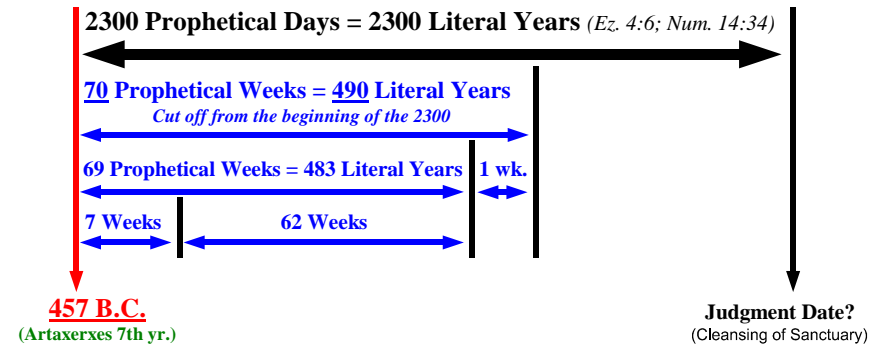 2300 Prophetical Days = 2300 Literal Years (Ez. 4:6; Num. 14:34)
70 Prophetical Weeks = 490 Literal Years
Cut off from the beginning of the 2300
69 Prophetical Weeks = 483 Literal Years 1 wk.
7 Weeks 62 Weeks
457 B.C. Judgment Date?
(Artaxerxes 7th yr.) (Cleansing of Sanctuary)